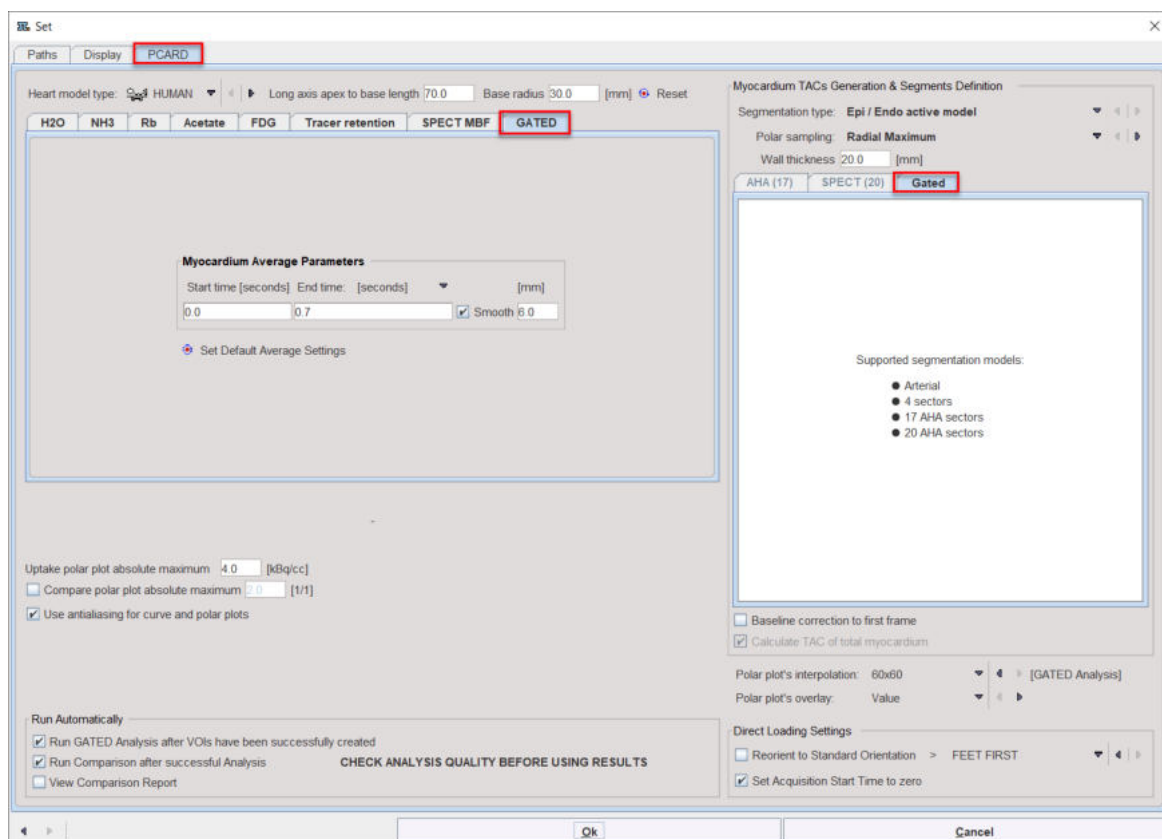 Set
Paths Display PCARD
Heart model type: HUMAN Long axis apex to base length 70.0 Base radius 30.0 [mm] Reset
H2O NH3 Rb Acetate FDG Tracer retention SPECT MBF GATED
Myocardium Average Parameters
Start time [seconds] End time: [seconds] [mm]
0.0 0.7 Smooth 6.0
Set Default Average Settings
Uptake polar plot absolute maximum 4.0 [kBq/cc]
Compare polar plot absolute maximum 2.0 [1/1]
Use antialiasing for curve and polar plots
Run Automatically
Run GATED Analysis after VOIs have been successfully created
Run Comparison after successful Analysis CHECK ANALYSIS QUALITY BEFORE USING RESULTS
View Comparison Report
Myocardium TACs Generation & Segments Definition
Segmentation type: Epi / Endo active model
Polar sampling: Radial Maximum
Wall thickness 20.0 [mm]
AHA (17) SPECT (20) Gated
Supported segmentation models:
● Arterial
● 4 sectors
● 17 AHA sectors
● 20 AHA sectors
Baseline correction to first frame
Calculate TAC of total myocardium
Polar plot's interpolation: 60x60 [GATED Analysis]
Polar plot's overlay: Value
Direct Loading Settings
Reorient to Standard Orientation > FEET FIRST
Set Acquisition Start Time to zero
Ok Cancel